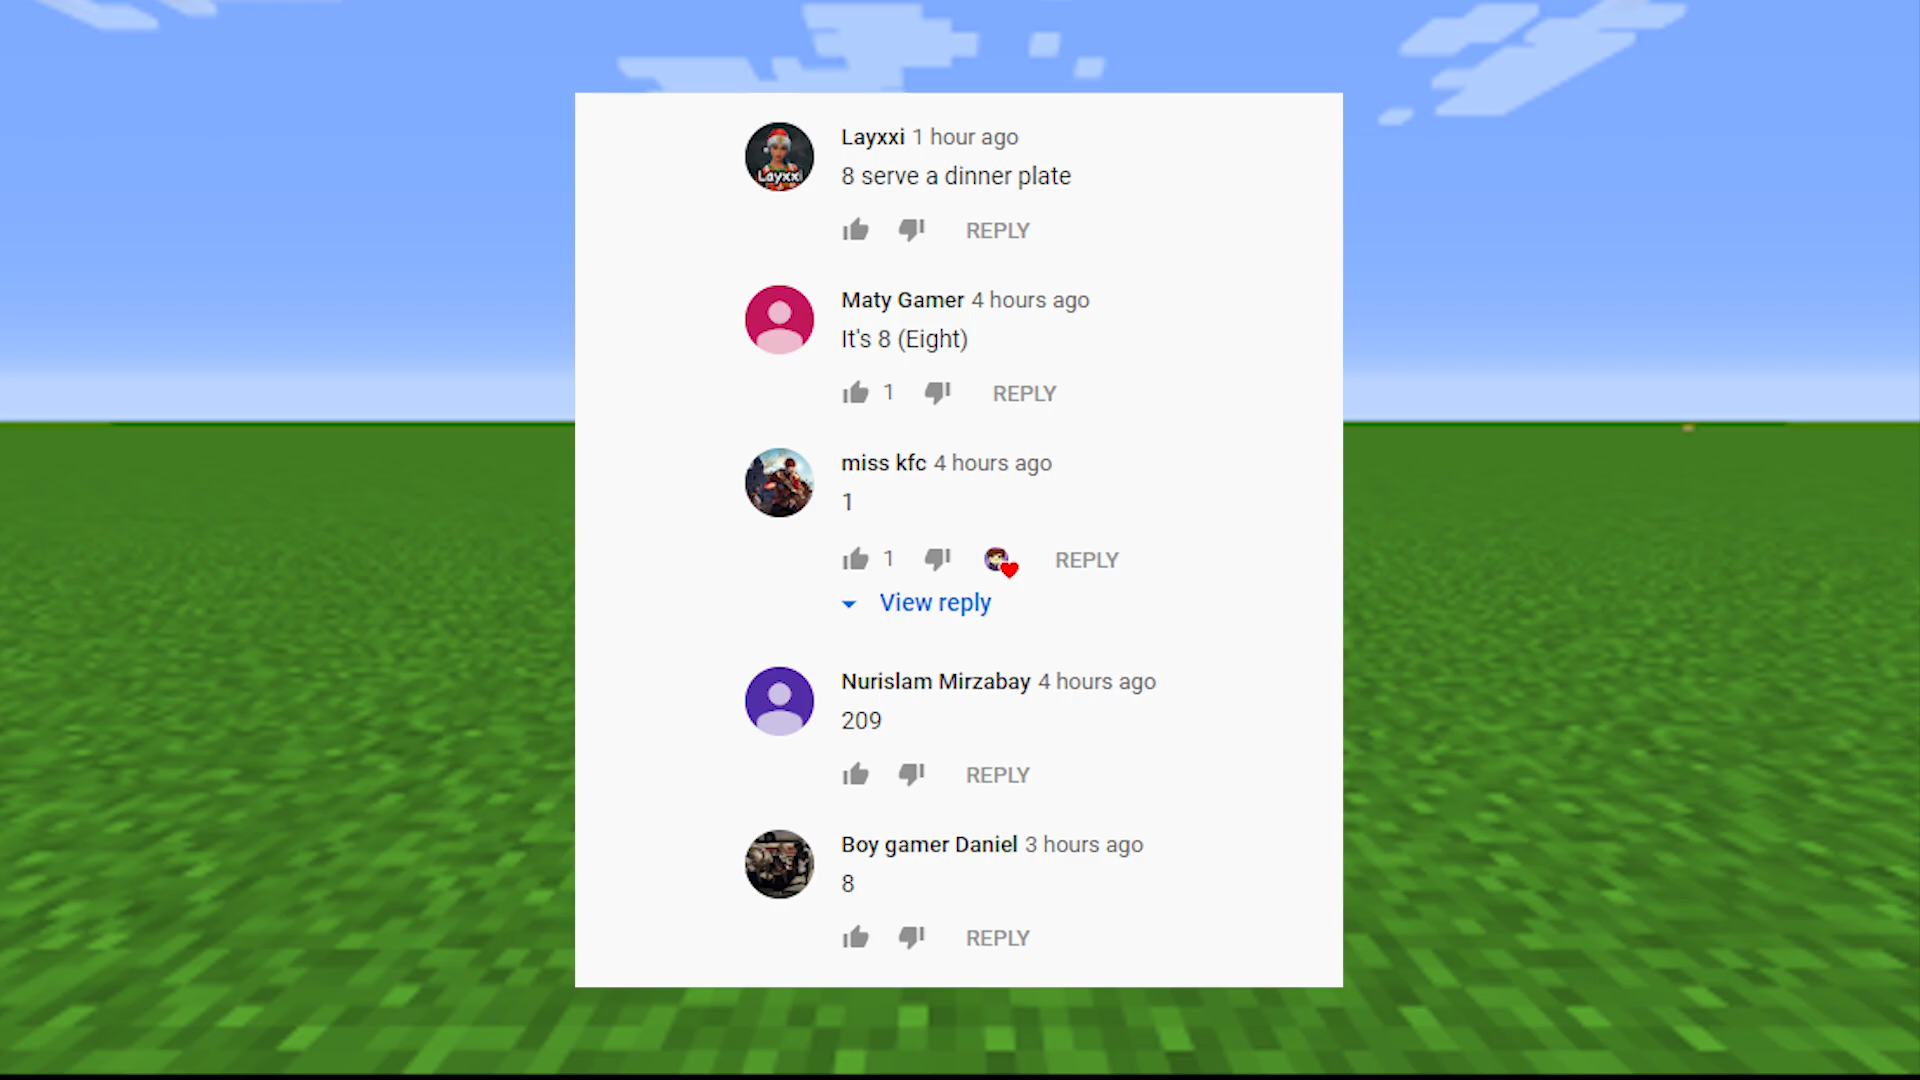 Layxxi 1 hour ago
Layxxi
8 serve a dinner plate
REPLY
Maty Gamer 4 hours ago
It's 8 (Eight)
1 REPLY
miss kfc 4 hours ago
1
1 REPLY
View reply
Nurislam Mirzabay 4 hours ago
209
REPLY
Boy gamer Daniel 3 hours ago
8
REPLY